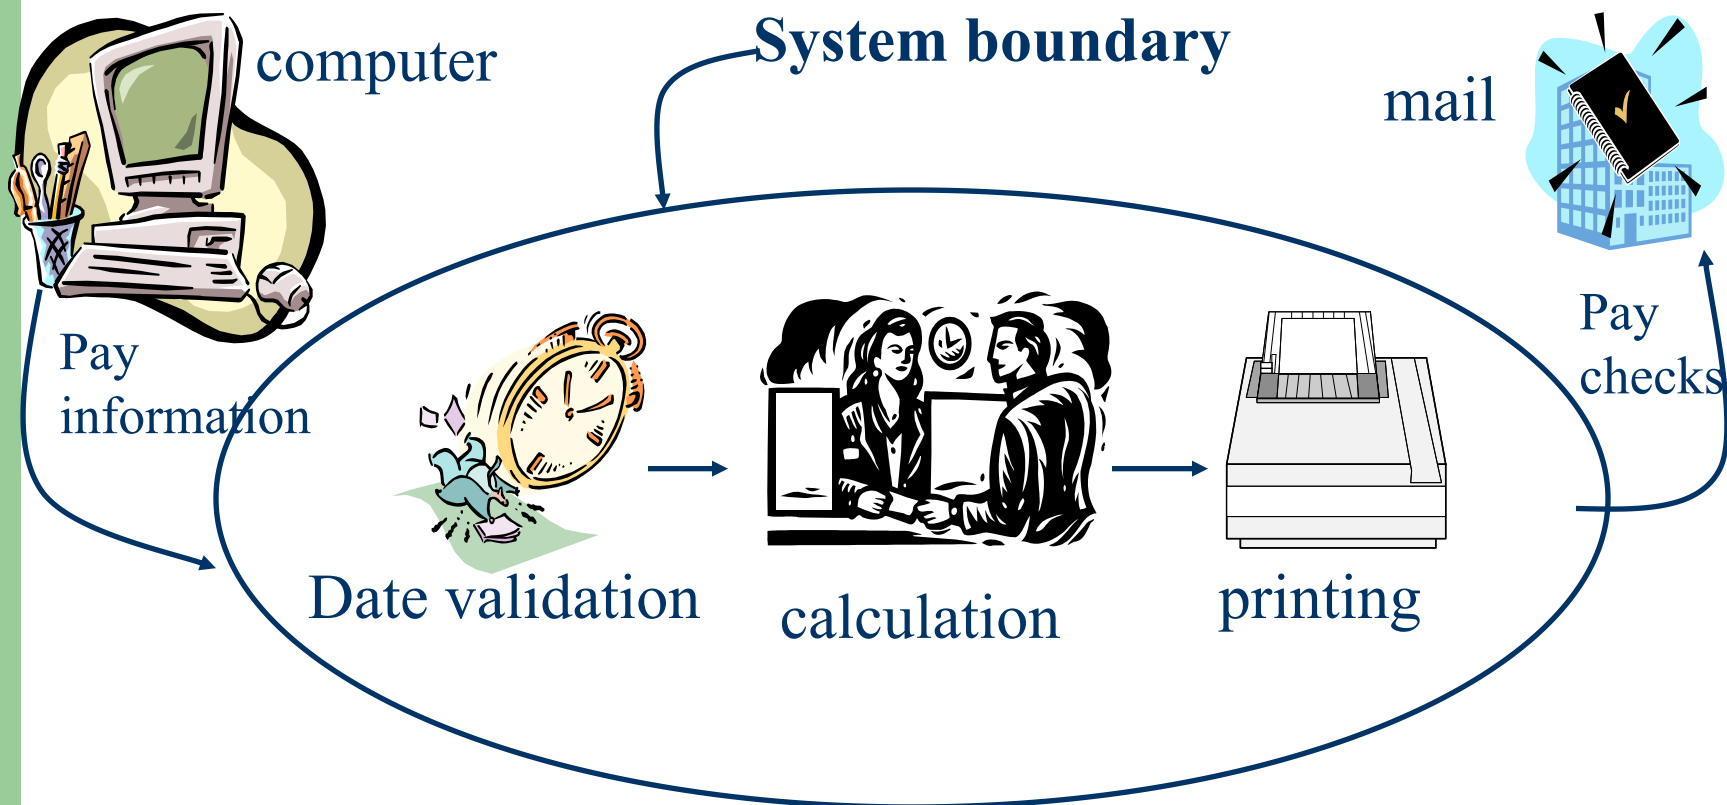 System boundary
computer
mail
Pay
information
Pay
checks
Date validation
calculation
printing